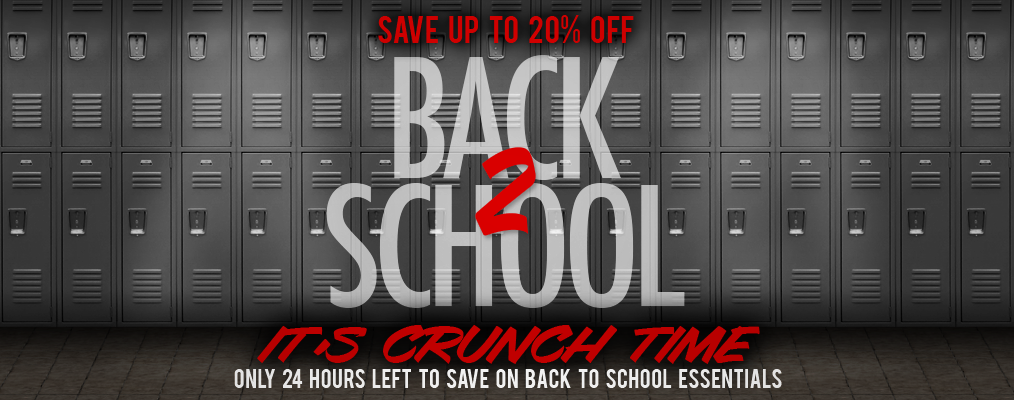 SAVE UP TO 20% OFF
BACK
2
SCHOOL
IT'S CRUNCH TIME
ONLY 24 HOURS LEFT TO SAVE ON BACK TO SCHOOL ESSENTIALS